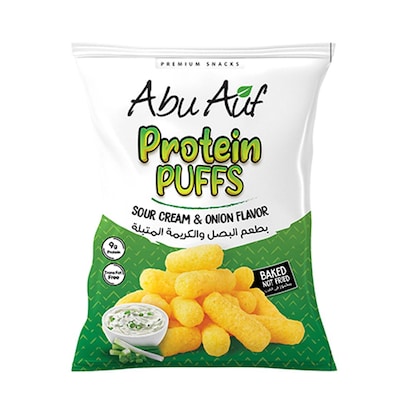 PREMIUM SNACKS
Abu Auf
Protein
PUFFS
SOUR CREAM & ONION FLAVOR
بطعم البصل والكريمة المتبلة
9g
Protein
Trans Fat
Free
BAKED
NOT FRIED